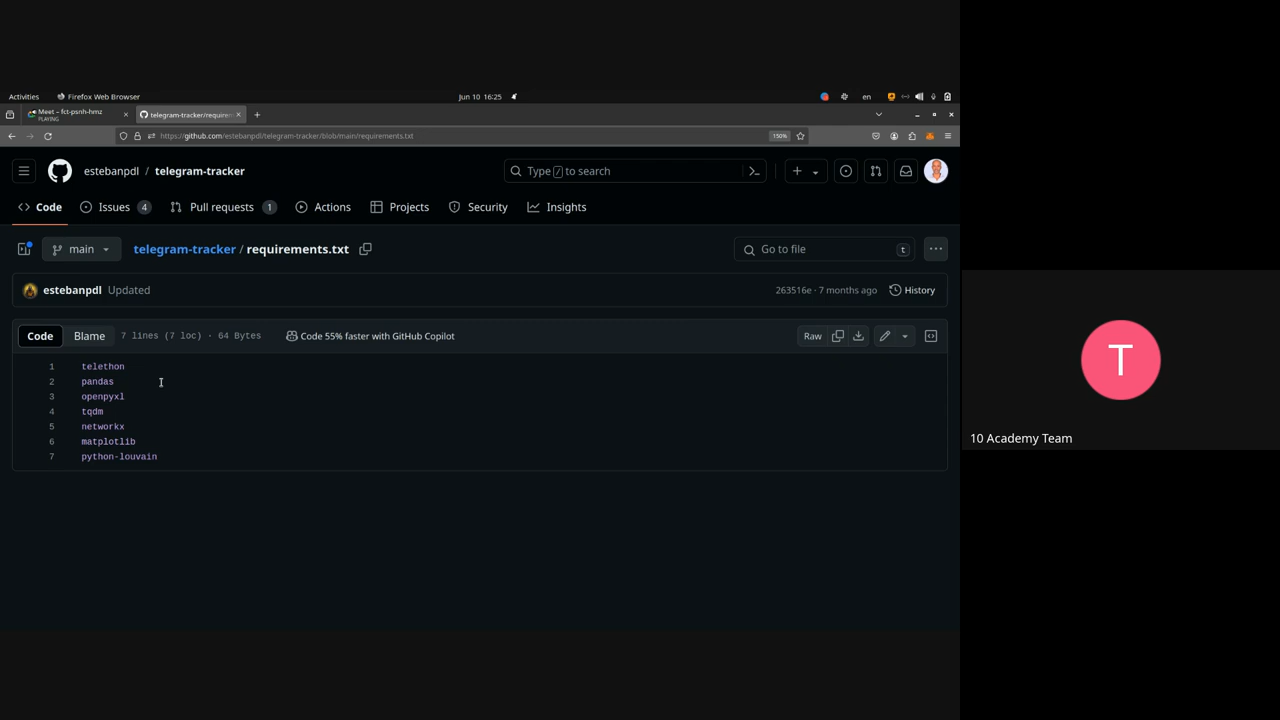 Activities
Firefox Web Browser
Jun 10 16:25
en
Meet – fct-psnh-hmz
PLAYING
telegram-tracker/requirem
https://github.com/estebanpdl/telegram-tracker/blob/main/requirements.txt
150%
estebanpdl / telegram-tracker
Type / to search
Code
Issues 4
Pull requests 1
Actions
Projects
Security
Insights
main
telegram-tracker / requirements.txt
Go to file
t
estebanpdl Updated
263516e · 7 months ago
History
Code
Blame
7 lines (7 loc) · 64 Bytes
Code 55% faster with GitHub Copilot
Raw
1 telethon
2 pandas
3 openpyxl
4 tqdm
5 networkx
6 matplotlib
7 python-louvain
T
10 Academy Team